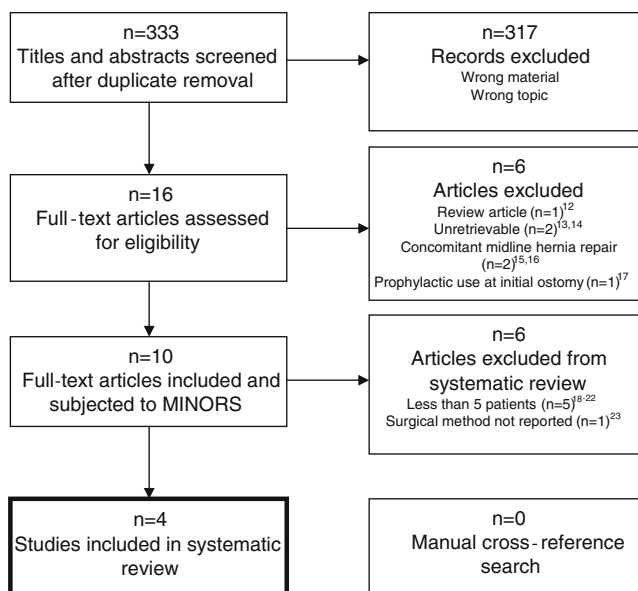 n=333
Titles and abstracts screened
after duplicate removal
n=317
Records excluded
Wrong material
Wrong topic
n=16
Full-text articles assessed
for eligibility
n=6
Articles excluded
Review article (n=1)12
Unretrievable (n=2)13,14
Concomitant midline hernia repair
(n=2)15,16
Prophylactic use at initial ostomy (n=1)17
n=10
Full-text articles included and
subjected to MINORS
n=6
Articles excluded from
systematic review
Less than 5 patients (n=5)18-22
Surgical method not reported (n=1)23
n=4
Studies included in systematic
review
n=0
Manual cross-reference
search